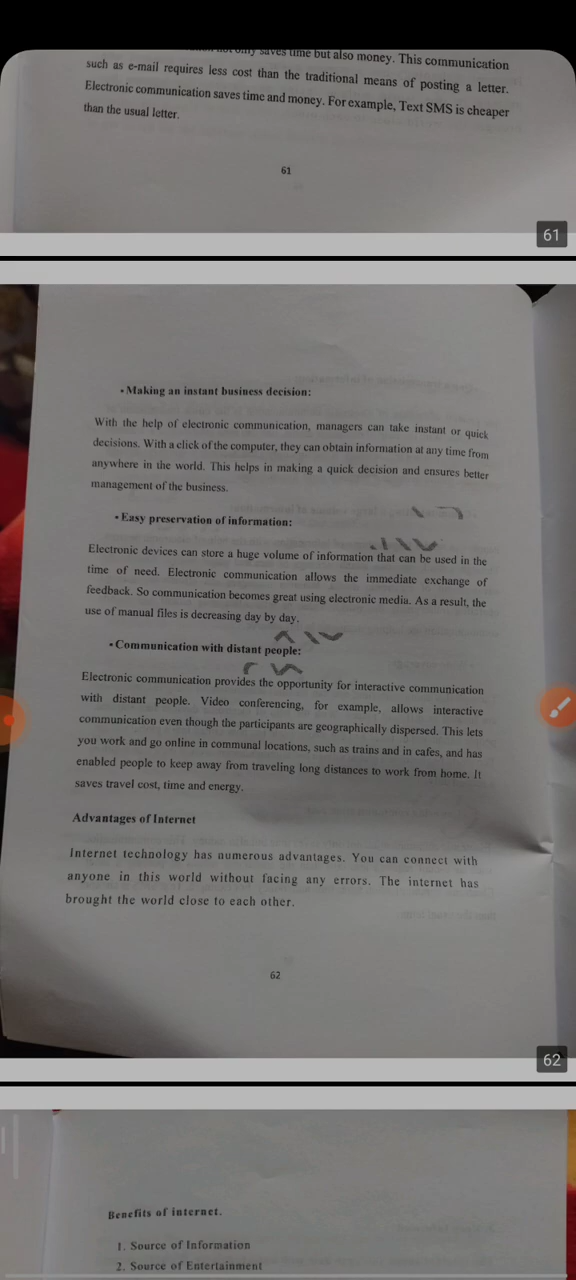 saves time but also money. This communication
such as e-mail requires less cost than the traditional means of posting a letter.
Electronic communication saves time and money. For example, Text SMS is cheaper
than the usual letter.
61
61
• Making an instant business decision:
With the help of electronic communication, managers can take instant or quick
decisions. With a click of the computer, they can obtain information at any time from
anywhere in the world. This helps in making a quick decision and ensures better
management of the business.
• Easy preservation of information:
Electronic devices can store a huge volume of information that can be used in the
time of need. Electronic communication allows the immediate exchange of
feedback. So communication becomes great using electronic media. As a result, the
use of manual files is decreasing day by day.
• Communication with distant people:
Electronic communication provides the opportunity for interactive communication
with distant people. Video conferencing, for example, allows interactive
communication even though the participants are geographically dispersed. This lets
you work and go online in communal locations, such as trains and in cafes, and has
enabled people to keep away from traveling long distances to work from home. It
saves travel cost, time and energy.
Advantages of Internet
Internet technology has numerous advantages. You can connect with
anyone in this world without facing any errors. The internet has
brought the world close to each other.
62
62
Benefits of internet.
1. Source of Information
2. Source of Entertainment